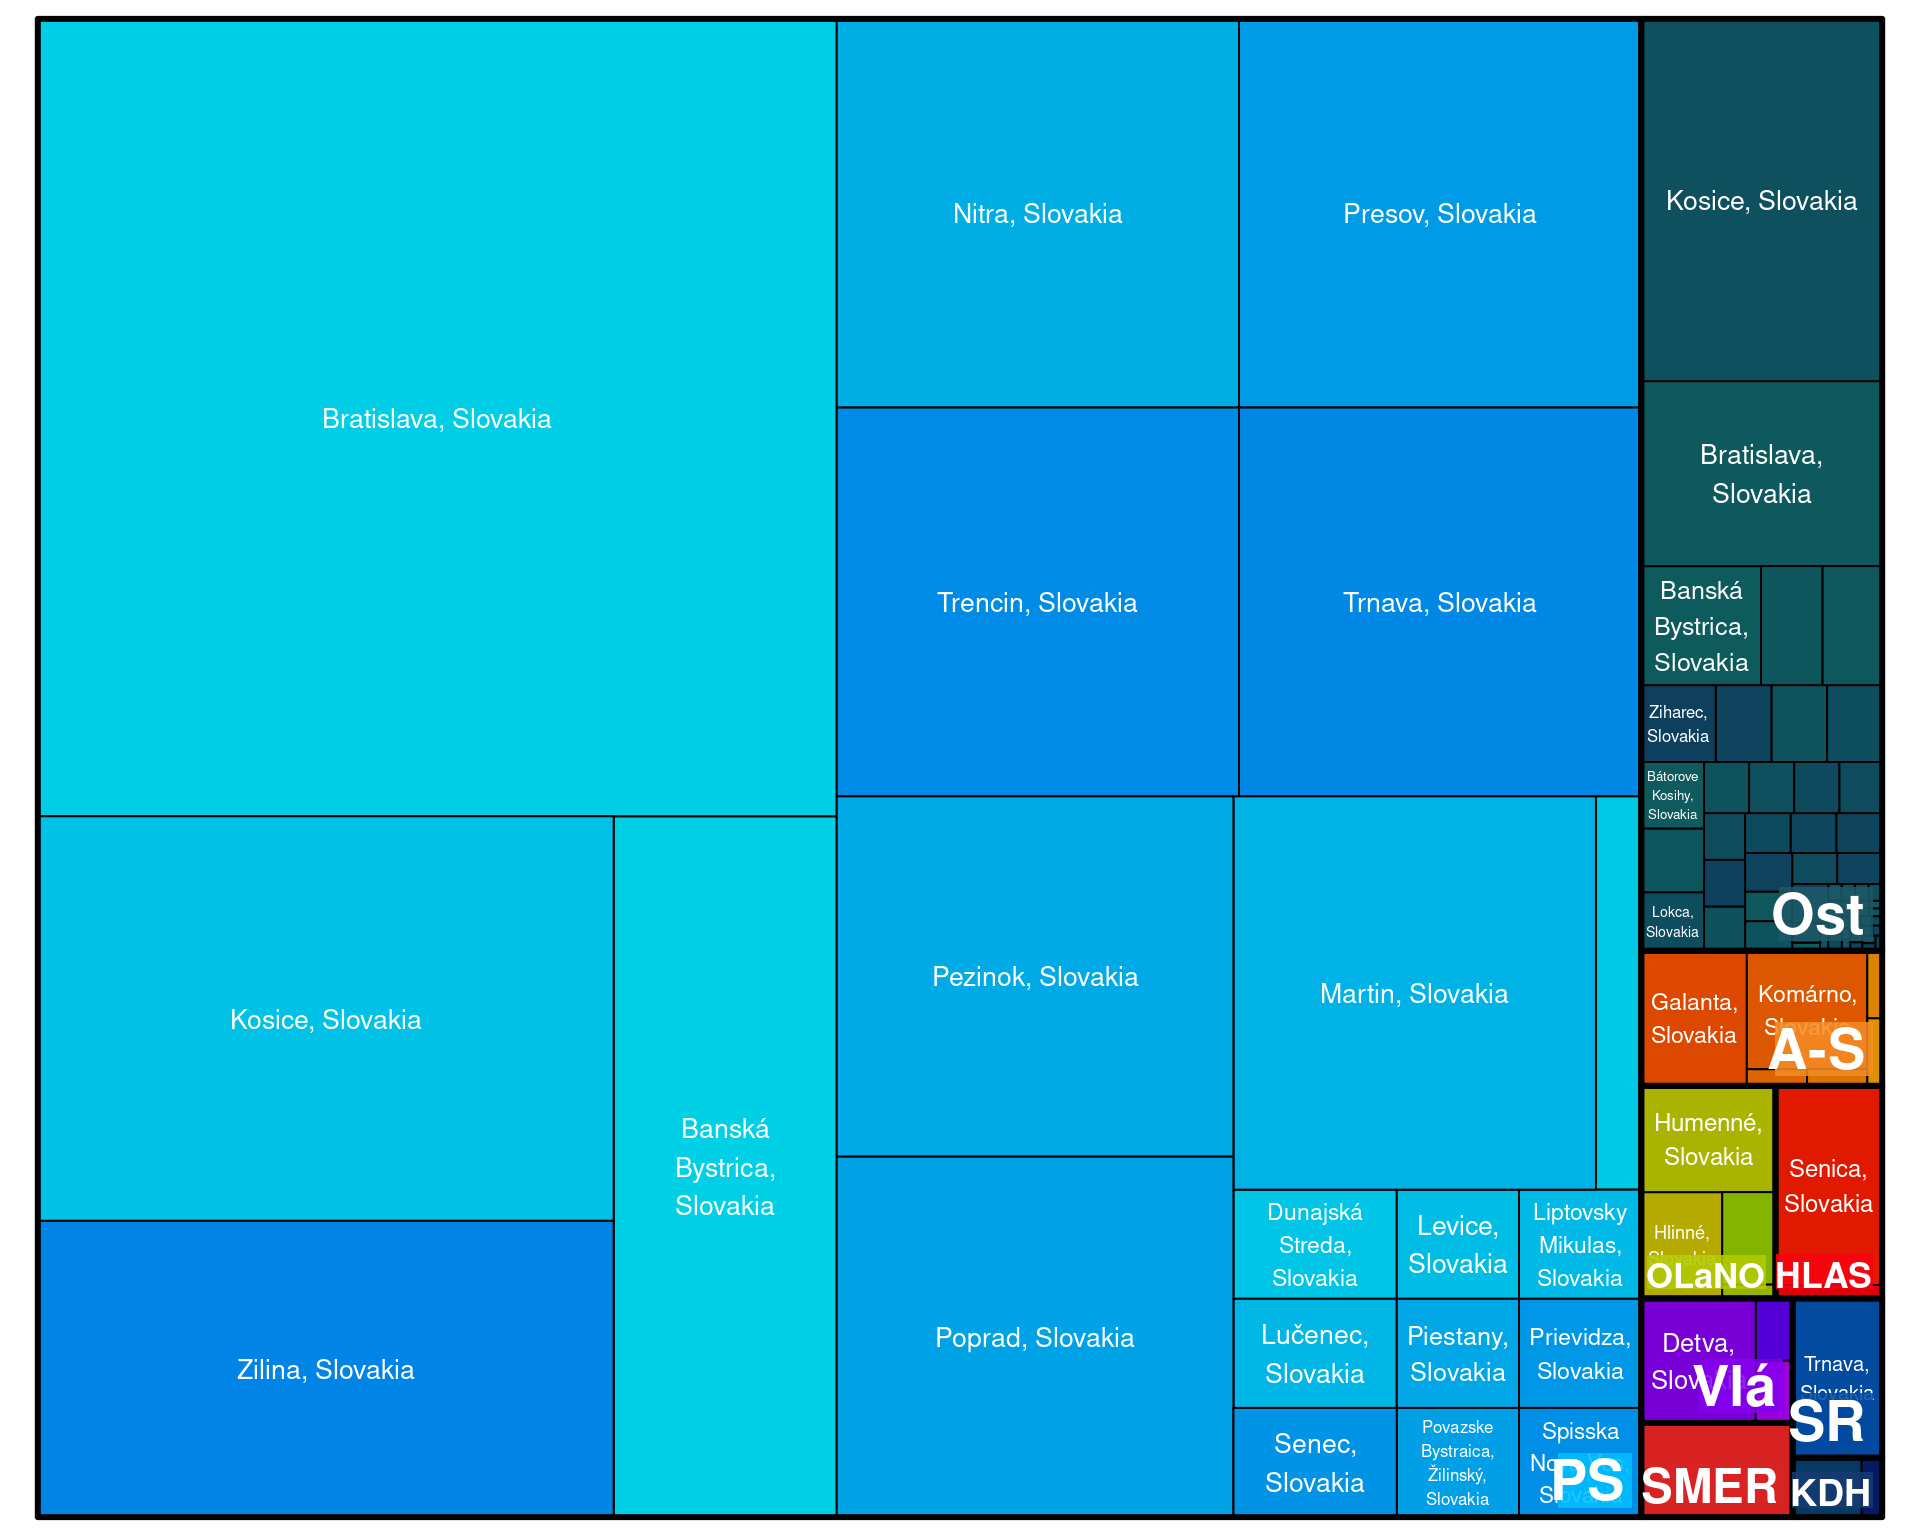 Bratislava, Slovakia
Kosice, Slovakia
Zilina, Slovakia
Banská
Bystrica,
Slovakia
Nitra, Slovakia
Presov, Slovakia
Trencin, Slovakia
Trnava, Slovakia
Pezinok, Slovakia
Poprad, Slovakia
Martin, Slovakia
Dunajská
Streda,
Slovakia
Levice,
Slovakia
Liptovsky
Mikulas,
Slovakia
Lučenec,
Slovakia
Piestany,
Slovakia
Prievidza,
Slovakia
Senec,
Slovakia
Povazske
Bystraica,
Žilinský,
Slovakia
Spisska
PS
Kosice, Slovakia
Bratislava,
Slovakia
Banská
Bystrica,
Slovakia
Ziharec,
Slovakia
Bátorove
Kosihy,
Slovakia
Lokca,
Slovakia
Ost
Galanta,
Slovakia
Komárno,
Slovakia
A-S
Humenné,
Slovakia
Hlinné,
Slovakia
OLaNO
Senica,
Slovakia
HLAS
Detva,
Vlá
Trnava,
Slovakia
SR
SMER
KDH